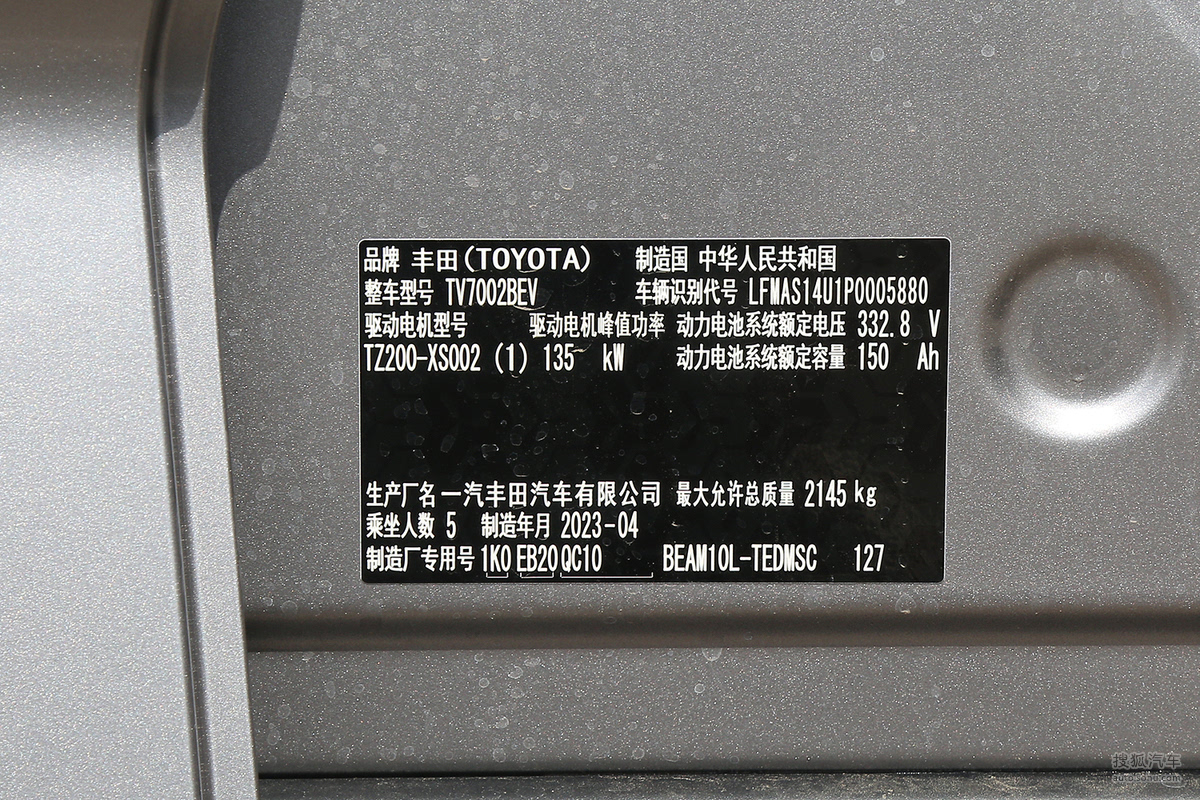 品牌 丰田(TOYOTA) 制造国 中华人民共和国
整车型号 TV7002BEV 车辆识别代号 LFMAS14U1P0005880
驱动电机型号 驱动电机峰值功率 动力电池系统额定电压 332.8 V
TZ200-XS002 (1) 135 kW 动力电池系统额定容量 150 Ah
生产厂名 一汽丰田汽车有限公司 最大允许总质量 2145 kg
乘坐人数 5 制造年月 2023-04
制造厂专用号 1K0 EB20 QC10 BEAM10L-TEDMSC 127
搜狐汽车
auto.sohu.com